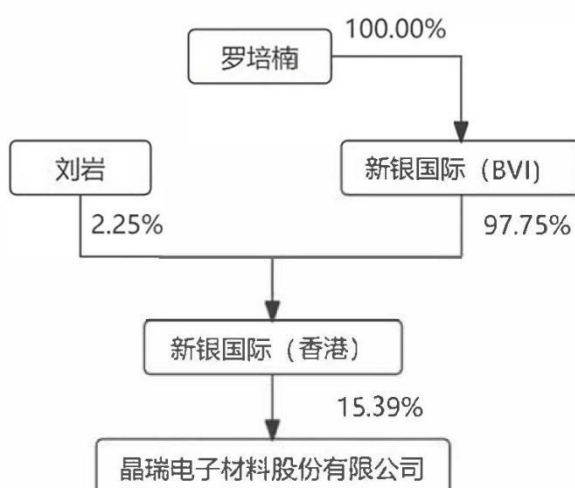 100.00%
罗培楠
刘岩
新银国际（BVI)
2.25%
97.75%
新银国际（香港）
15.39%
晶瑞电子材料股份有限公司